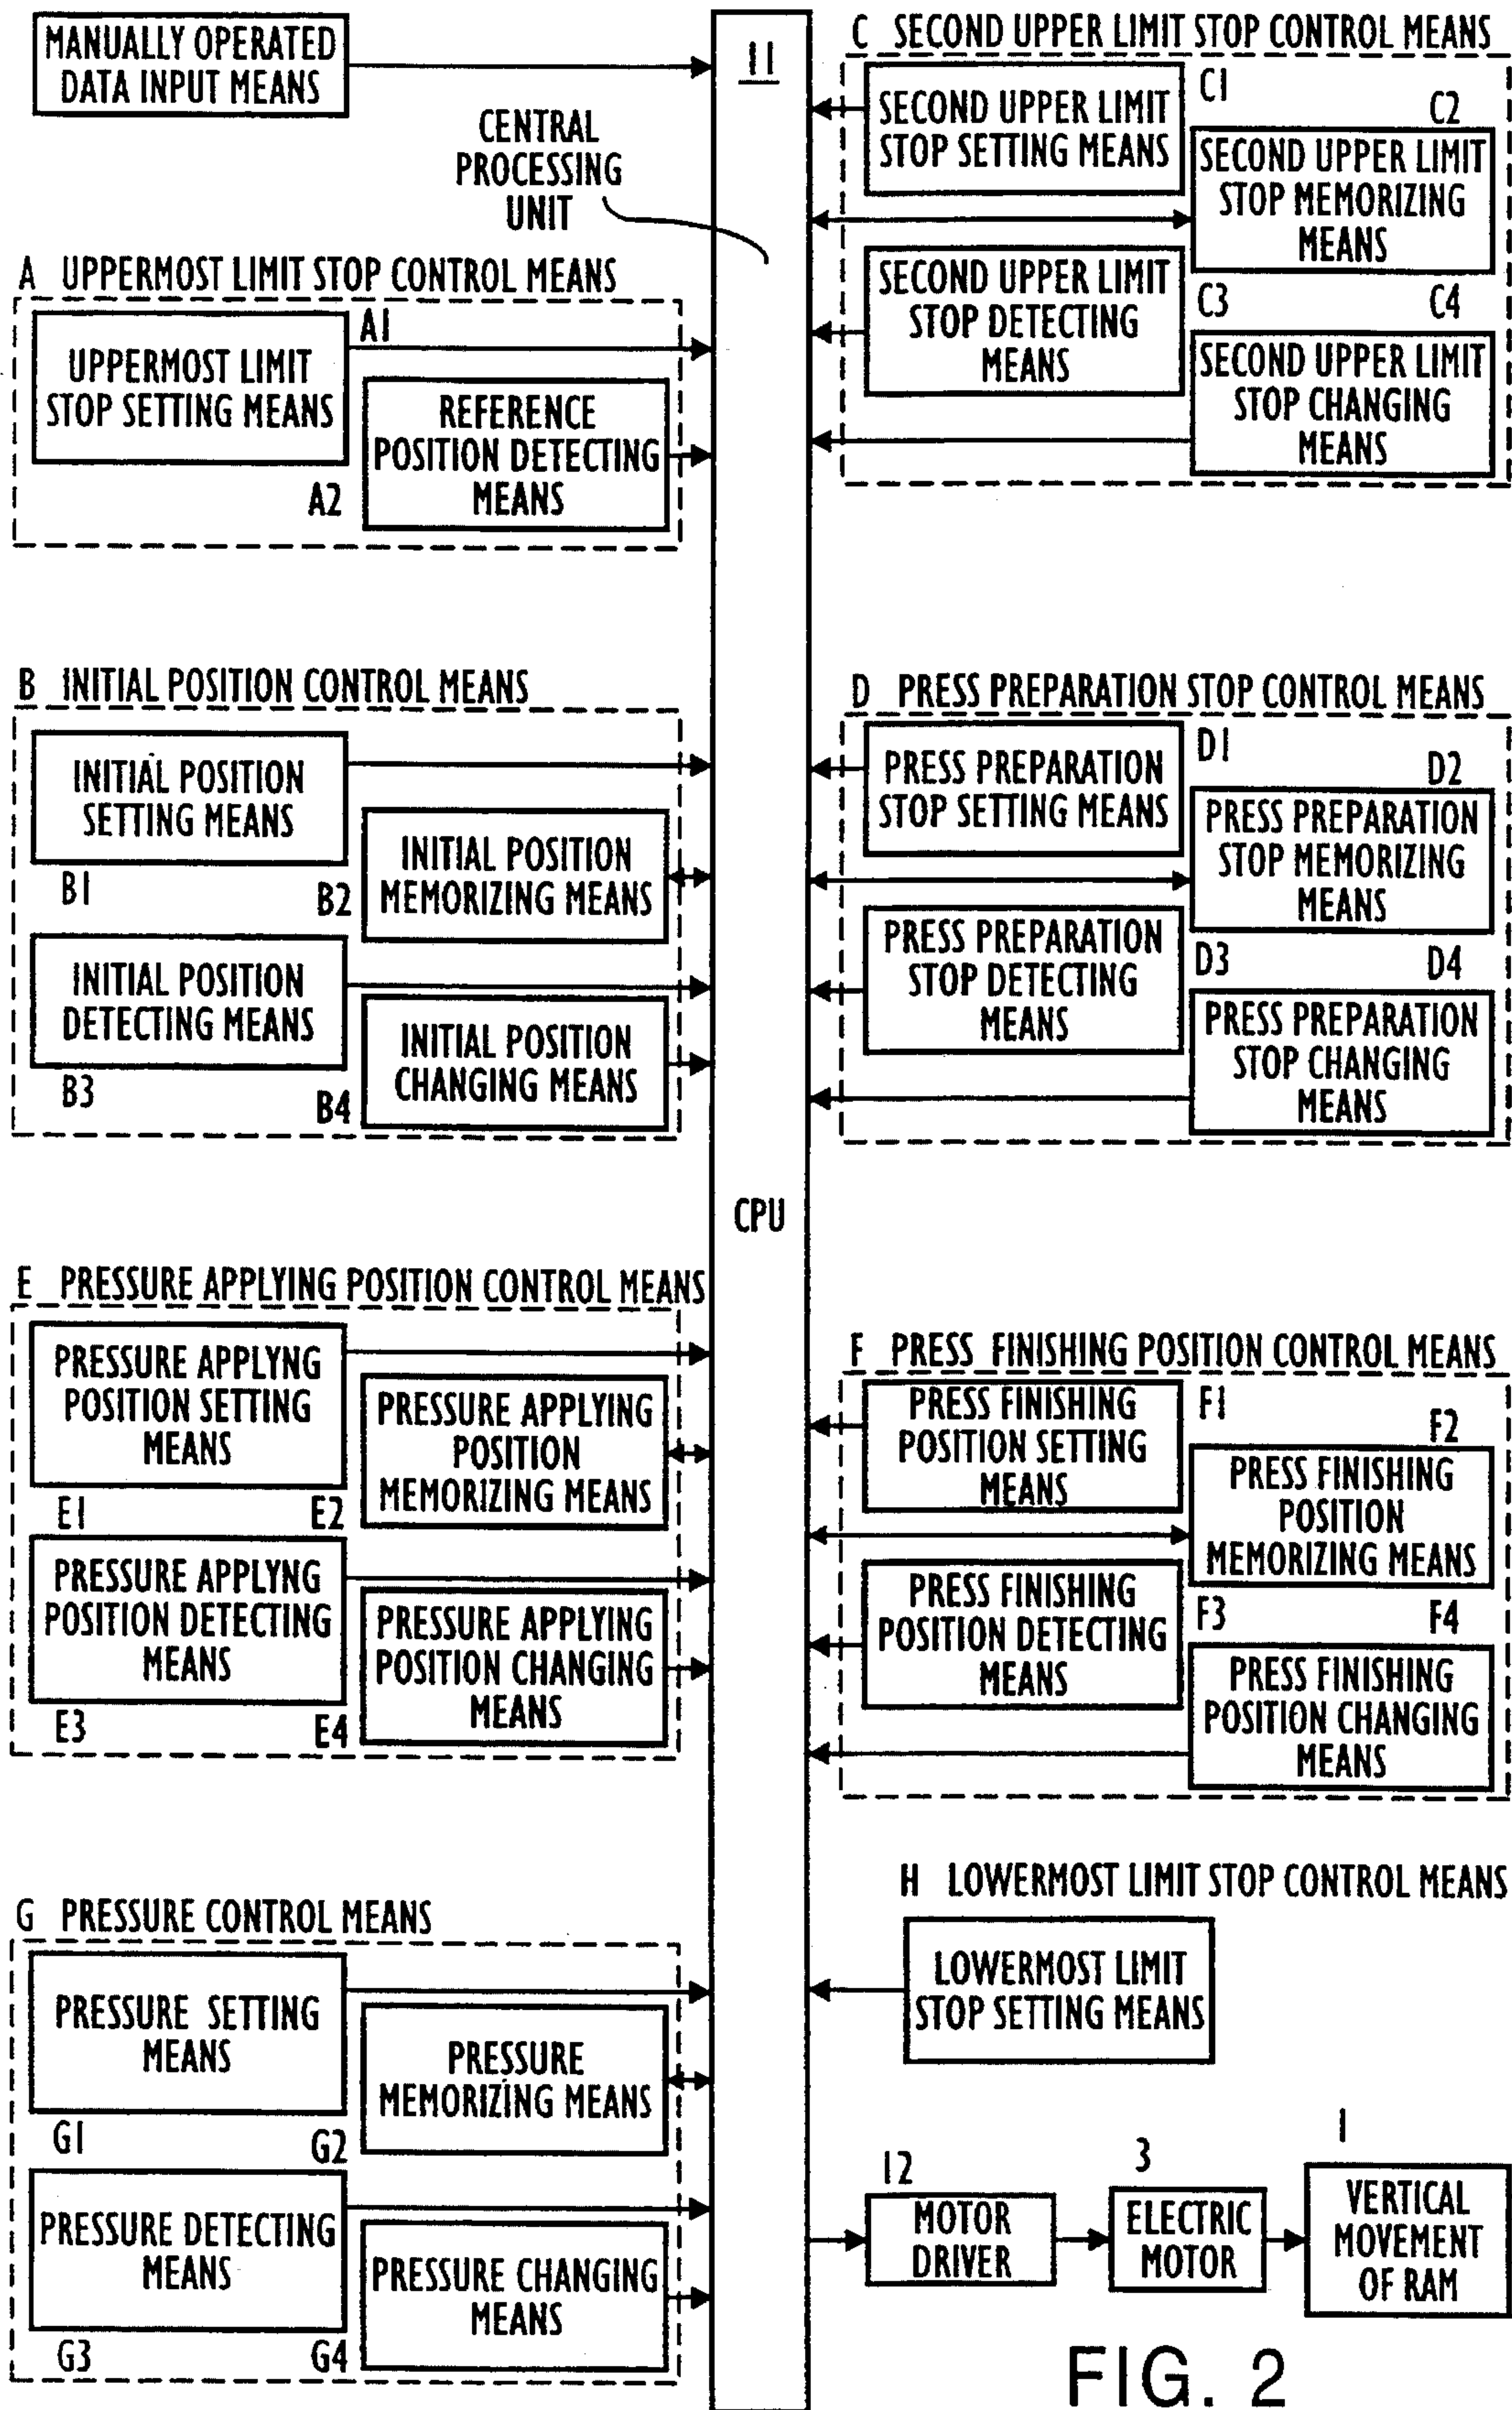 MANUALLY OPERATED
DATA INPUT MEANS
11
CENTRAL
PROCESSING
UNIT
CPU
A UPPERMOST LIMIT STOP CONTROL MEANS
A1
UPPERMOST LIMIT
STOP SETTING MEANS
A2
REFERENCE
POSITION DETECTING
MEANS
B INITIAL POSITION CONTROL MEANS
INITIAL POSITION
SETTING MEANS
B1
B2
INITIAL POSITION
MEMORIZING MEANS
INITIAL POSITION
DETECTING MEANS
B3
B4
INITIAL POSITION
CHANGING MEANS
E PRESSURE APPLYING POSITION CONTROL MEANS
PRESSURE APPLYNG
POSITION SETTING
MEANS
E1
E2
PRESSURE APPLYING
POSITION
MEMORIZING MEANS
PRESSURE APPLYNG
POSITION DETECTING
MEANS
E3
E4
PRESSURE APPLYING
POSITION CHANGING
MEANS
G PRESSURE CONTROL MEANS
PRESSURE SETTING
MEANS
G1
G2
PRESSURE
MEMORIZING MEANS
PRESSURE DETECTING
MEANS
G3
G4
PRESSURE CHANGING
MEANS
C SECOND UPPER LIMIT STOP CONTROL MEANS
C1
SECOND UPPER LIMIT
STOP SETTING MEANS
C2
SECOND UPPER LIMIT
STOP MEMORIZING
MEANS
SECOND UPPER LIMIT
STOP DETECTING
MEANS
C3
C4
SECOND UPPER LIMIT
STOP CHANGING
MEANS
D PRESS PREPARATION STOP CONTROL MEANS
D1
PRESS PREPARATION
STOP SETTING MEANS
D2
PRESS PREPARATION
STOP MEMORIZING
MEANS
PRESS PREPARATION
STOP DETECTING
MEANS
D3
D4
PRESS PREPARATION
STOP CHANGING
MEANS
F PRESS FINISHING POSITION CONTROL MEANS
F1
PRESS FINISHING
POSITION SETTING
MEANS
F2
PRESS FINISHING
POSITION
MEMORIZING MEANS
PRESS FINISHING
POSITION DETECTING
MEANS
F3
F4
PRESS FINISHING
POSITION CHANGING
MEANS
H LOWERMOST LIMIT STOP CONTROL MEANS
LOWERMOST LIMIT
STOP SETTING MEANS
12
MOTOR
DRIVER
3
ELECTRIC
MOTOR
1
VERTICAL
MOVEMENT
OF RAM
FIG. 2